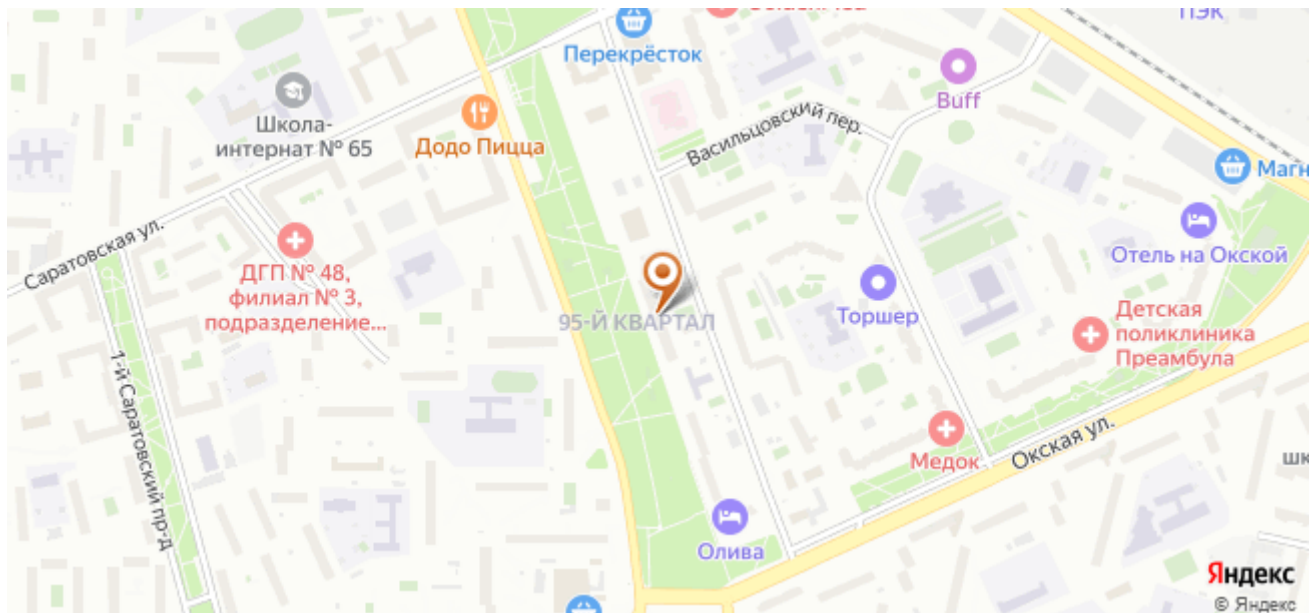 ПЭК
Перекрёсток
Buff
Школа-
интернат № 65
Додо Пицца
Васильцовский пер.
Магн
Саратовская ул.
ДГП № 48,
филиал № 3,
подразделение...
Отель на Окской
95-Й КВАРТАЛ
Торшер
Детская
поликлиника
Преамбула
1-й Саратовский пр-д
Медок
Окская ул.
шк
Олива
Яндекс
© Яндекс